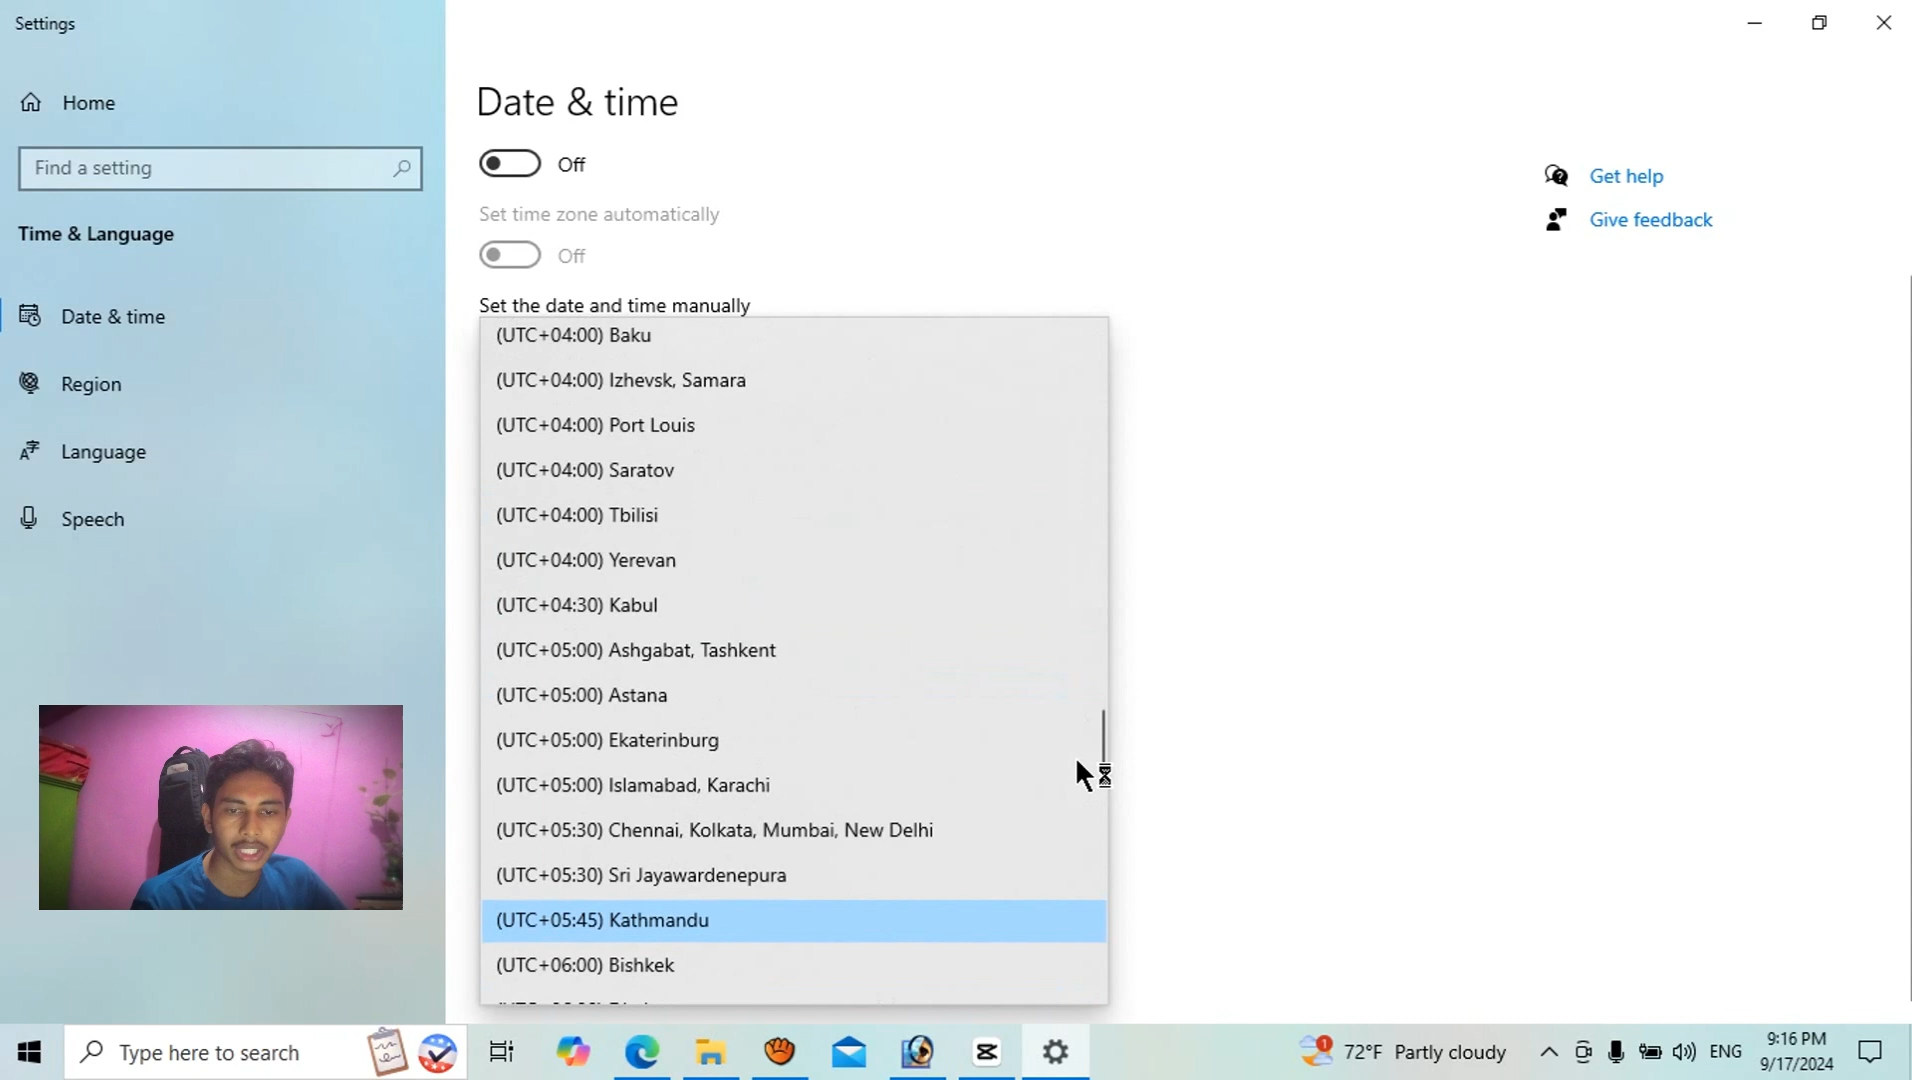 Settings
Home
Find a setting
Time & Language
Date & time
Region
Language
Speech
Date & time
Off
Set time zone automatically
Off
Set the date and time manually
(UTC+04:00) Baku
(UTC+04:00) Izhevsk, Samara
(UTC+04:00) Port Louis
(UTC+04:00) Saratov
(UTC+04:00) Tbilisi
(UTC+04:00) Yerevan
(UTC+04:30) Kabul
(UTC+05:00) Ashgabat, Tashkent
(UTC+05:00) Astana
(UTC+05:00) Ekaterinburg
(UTC+05:00) Islamabad, Karachi
(UTC+05:30) Chennai, Kolkata, Mumbai, New Delhi
(UTC+05:30) Sri Jayawardenepura
(UTC+05:45) Kathmandu
(UTC+06:00) Bishkek
Get help
Give feedback
Type here to search
1
72°F Partly cloudy
ENG
9:16 PM
9/17/2024